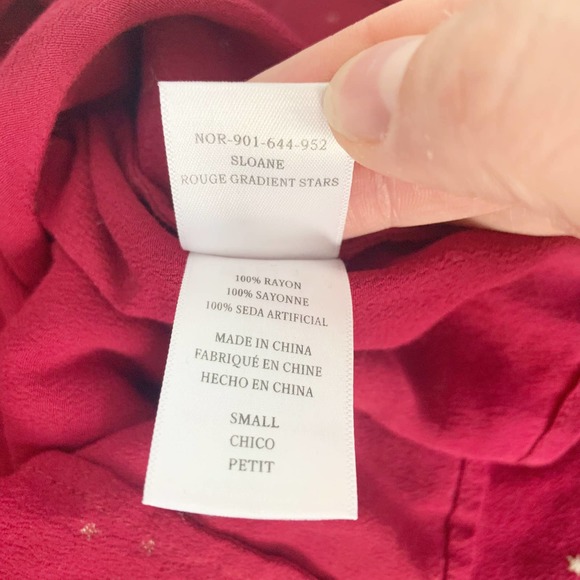 NOR-901-644-952
SLOANE
ROUGE GRADIENT STARS
100% RAYON
100% SAYONNE
100% SEDA ARTIFICIAL
MADE IN CHINA
FABRIQUÉ EN CHINE
HECHO EN CHINA
SMALL
CHICO
PETIT